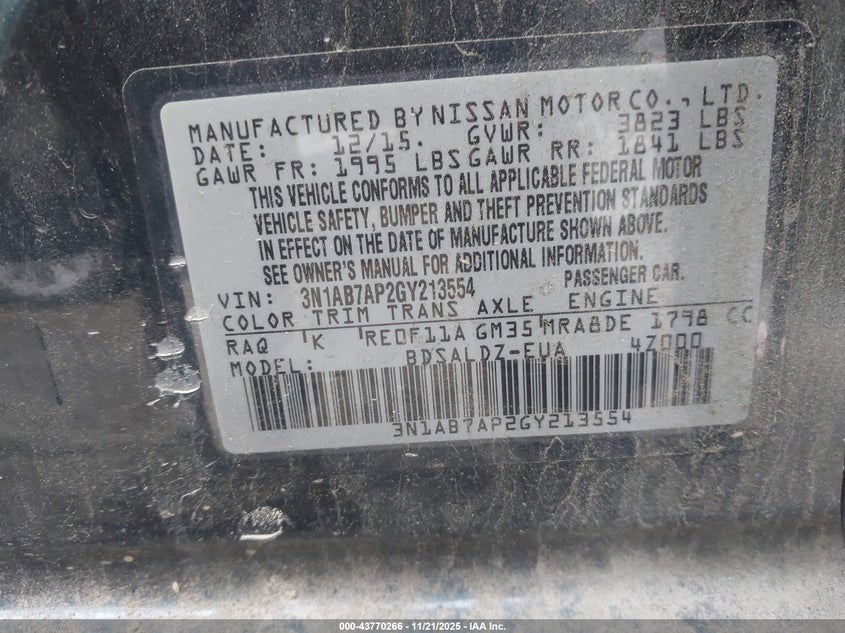 MANUFACTURED BY NISSAN MOTOR CO., LTD.
DATE: 12/15. GVWR: 3823 LBS
GAWR FR: 1995 LBS GAWR RR: 1841 LBS
THIS VEHICLE CONFORMS TO ALL APPLICABLE FEDERAL MOTOR
VEHICLE SAFETY, BUMPER AND THEFT PREVENTION STANDARDS
IN EFFECT ON THE DATE OF MANUFACTURE SHOWN ABOVE.
SEE OWNER'S MANUAL FOR ADDITIONAL INFORMATION.
VIN: 3N1AB7AP2GY213554 PASSENGER CAR.
COLOR TRIM TRANS AXLE ENGINE
RAQ K RE0F11A GM35 MRA8DE 1798 CC
MODEL: BDSALDZ-EUA 4Z000
3N1AB7AP2GY213554
000-43770266 - 11/21/2025 - IAA Inc.